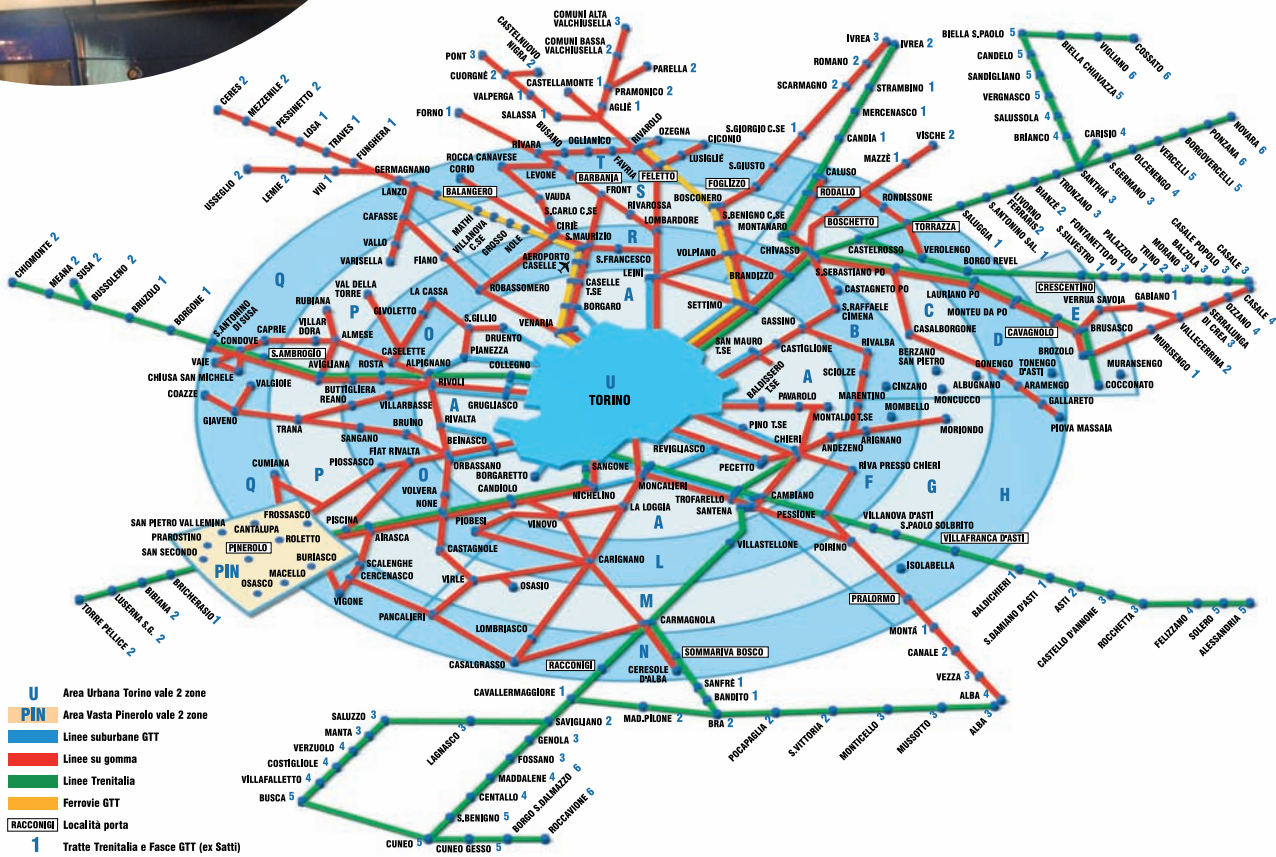 COMUNI ALTA
VALCHIUSELLA 3
CASTELNUOVO
NIGRA 2
COMUNI BASSA
VALCHIUSELLA 2
PONT 3
CUORGNÈ 2
CASTELLAMONTE 1
PARELLA 2
PRAMONICO 2
VALPERGA 1
AGLIÈ 1
SALASSA 1
FORNO 1
BUSANO
OGLIANICO
RIVAROLO
OZEGNA
CICONIO
LUSIGLIÈ
RIVARA
FAVRIA
ROCCA CANAVESE
LEVONE
BARBANIA
FELETTO
CORIO
BALANGERO
FRONT
VAUDA
RIVAROSSA
S.CARLO C.SE
LOMBARDORE
CIRIÈ
S.MAURIZIO
S.FRANCESCO
AEROPORTO
CASELLE
CASELLE
T.SE
BORGARO
LEINÌ
VOLPIANO
SETTIMO
BRANDIZZO
CERES 2
MEZZENILE 2
PESSINETTO 2
LOSA 1
TRAVES 1
FUNGHERA 1
GERMAGNANO
USSEGLIO 2
LEMIE 2
VIÙ 1
LANZO
CAFASSE
VALLO
VARISELLA
MATHI
VILLANOVA
C.SE
GROSSO
NOLE
FIANO
ROBASSOMERO
VENARIA
IVREA 3
IVREA 2
ROMANO 2
SCARMAGNO 2
STRAMBINO 1
MERCENASCO 1
CANDIA 1
S.GIORGIO C.SE 1
S.GIUSTO
FOGLIZZO
BOSCONERO
S.BENIGNO C.SE
MONTANARO
CHIVASSO
VISCHE 2
MAZZÈ 1
CALUSO
RODALLO
BOSCHETTO
RONDISSONE
TORRAZZA
CASTELROSSO
VEROLENGO
BORGO REVEL
BIELLA S.PAOLO 5
CANDELO 5
SANDIGLIANO 5
VERGNASCO 5
SALUSSOLA 4
BRIANCO 4
BIELLA CHIAVAZZA 5
VIGLIANO 6
COSSATO 6
CARISIO 4
NOVARA 6
PONZANA 6
BORGOVERCELLI 5
VERCELLI 5
OLCENENGO 4
S.GERMANO 3
SANTHIÀ 3
TRONZANO 3
BIANZE 2
LIVORNO
FERRARIS 2
S.ANTONINO SAL. 1
SALUGGIA 1
S.SILVESTRO 1
FONTANETTO PO 1
PALAZZOLO 1
TRINO 2
MORANO 3
BALZOLA 3
CASALE POPOLO 3
CASALE 3
CASALE 4
OZZANO 4
SERRALUNGA
DI CREA 3
VALLECERRINA 2
MURISENGO 1
CRESCENTINO
VERRUA SAVOIA
GABIANO 1
BRUSASCO
CAVAGNOLO
BROZOLO
MURANSENGO
COCCONATO
S.SEBASTIANO PO
LAURIANO PO
MONTEU DA PO
CASTAGNETO PO
S.RAFFAELE
CIMENA
CASALBORGONE
GASSINO
CASTIGLIONE
SAN MAURO
T.SE
RIVALBA
SCIOLZE
BERZANO
SAN PIETRO
GONENGO
TONENGO
D'ASTI
ARAMENGO
ALBUGNANO
MONCUCCO
CINZANO
GALLARETO
PIOVA MASSAIA
MARENTINO
MOMBELLO
MORIONDO
MONTALDO T.SE
ARIGNANO
ANDEZENO
BALDISSERO
T.SE
PAVAROLO
PINO T.SE
CHIERI
REVIGLIASCO
PECETTO
RIVA PRESSO CHIERI
CHIOMONTE 2
MEANA 2
SUSA 2
BUSSOLENO 2
BRUZOLO 1
BORGONE 1
S.ANTONINO
DI SUSA
CONDOVE
CAPRIE
VAIE
S.AMBROGIO
CHIUSA SAN MICHELE
RUBIANA
VILLAR
DORA
ALMESE
AVIGLIANA
VAL DELLA
TORRE
GIVOLETTO
LA CASSA
S.GILLIO
DRUENTO
PIANEZZA
CASELETTE
ALPIGNANO
ROSTA
RIVOLI
COLLEGNO
GRUGLIASCO
COAZZE
VALGIOIE
GIAVENO
BUTTIGLIERA
REANO
TRANA
VILLARBASSE
SANGANO
BRUINO
RIVALTA
BEINASCO
FIAT RIVALTA
ORBASSANO
BORGARETTO
CANDIOLO
PIOSSASCO
CUMIANA
VOLVERA
NONE
SANGONE
NICHELINO
MONCALIERI
TROFARELLO
SANTENA
CAMBIANO
PESSIONE
POIRINO
LA LOGGIA
VINOVO
PIOBESI
CARIGNANO
CASTAGNOLE
VIRLE
OSASIO
VILLASTELLONE
LOMBRIASCO
CASALGRASSO
PANCALIERI
CARMAGNOLA
FROSSASCO
PISCINA
AIRASCA
SCALENGHE
CERCENASCO
VIGONE
SAN PIETRO VAL LEMINA
PRAROSTINO
SAN SECONDO
CANTALUPA
ROLETTO
PINEROLO
BURIASCO
MACELLO
OSASCO
PIN
BRICHERASIO 1
BIBIANA 2
LUSERNA S.G. 2
TORRE PELLICE 2
VILLANOVA D'ASTI
S.PAOLO SOLBRITO
VILLAFRANCA D'ASTI
ISOLABELLA
PRALORMO
MONTÀ 1
CANALE 2
VEZZA 3
ALBA 4
ALBA 3
BALDICHIERI 1
S.DAMIANO D'ASTI 1
ASTI 2
CASTELLO D'ANNONE 3
ROCCHETTA 3
FELIZZANO 4
SOLERO 5
ALESSANDRIA 5
RACCONIGI
SOMMARIVA BOSCO
CERESOLE
D'ALBA
SANFRÈ 1
BANDITO 1
CAVALLERMAGGIORE 1
MAD.PILONE 2
BRA 2
POCAPAGLIA 2
S.VITTORIA 2
MONTICELLO 3
MUSSOTTO 3
SAVIGLIANO 2
GENOLA 3
FOSSANO 3
MADDALENE 4
CENTALLO 4
S.BENIGNO 5
CUNEO 5
CUNEO GESSO 5
BORGO S.DALMAZZO 6
ROCCAVIONE 6
LAGNASCO 3
SALUZZO 3
MANTA 3
VERZUOLO 4
COSTIGLIOLE 4
VILLAFALLETTO 4
BUSCA 5
U
TORINO
T
S
R
A
Q
P
O
A
B
C
D
E
A
F
G
H
Q
P
O
A
L
M
N
U Area Urbana Torino vale 2 zone
PIN Area Vasta Pinerolo vale 2 zone
Linee suburbane GTT
Linee su gomma
Linee Trenitalia
Ferrovie GTT
RACCONIGI Località porta
1 Tratte Trenitalia e Fasce GTT (ex Satti)